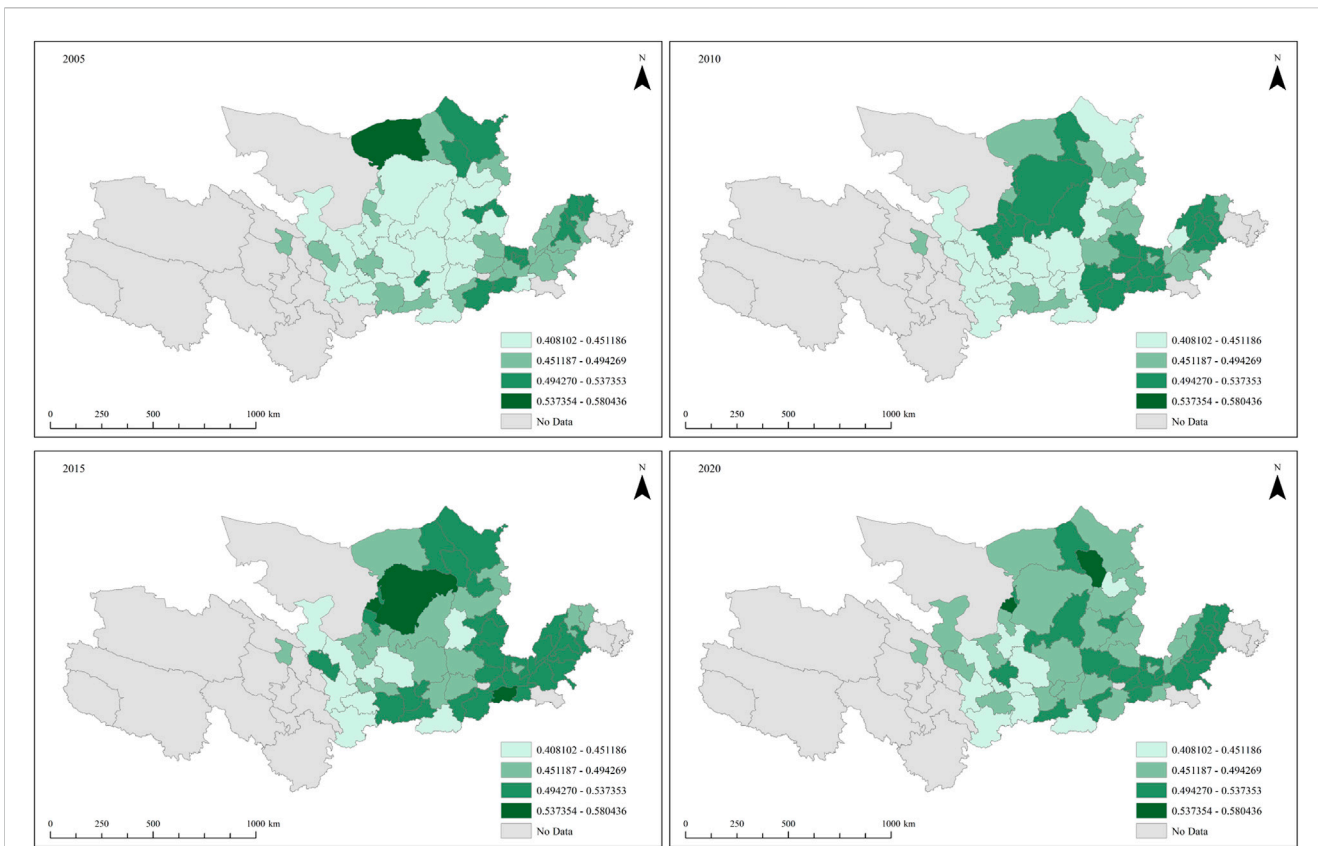 2005
N
0.408102 - 0.451186
0.451187 - 0.494269
0.494270 - 0.537353
0.537354 - 0.580436
No Data
0 250 500 1000 km
2010
N
0.408102 - 0.451186
0.451187 - 0.494269
0.494270 - 0.537353
0.537354 - 0.580436
No Data
0 250 500 1000 km
2015
N
0.408102 - 0.451186
0.451187 - 0.494269
0.494270 - 0.537353
0.537354 - 0.580436
No Data
0 250 500 1000 km
2020
N
0.408102 - 0.451186
0.451187 - 0.494269
0.494270 - 0.537353
0.537354 - 0.580436
No Data
0 250 500 1000 km